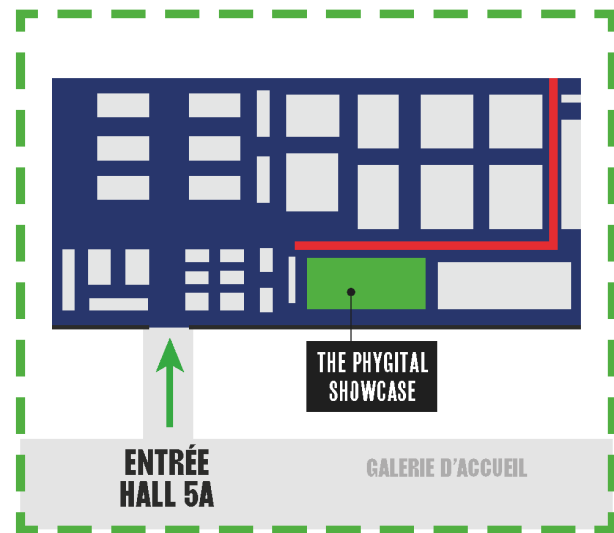 THE PHYGITAL
SHOWCASE
ENTRÉE
HALL 5A
GALERIE D'ACCUEIL